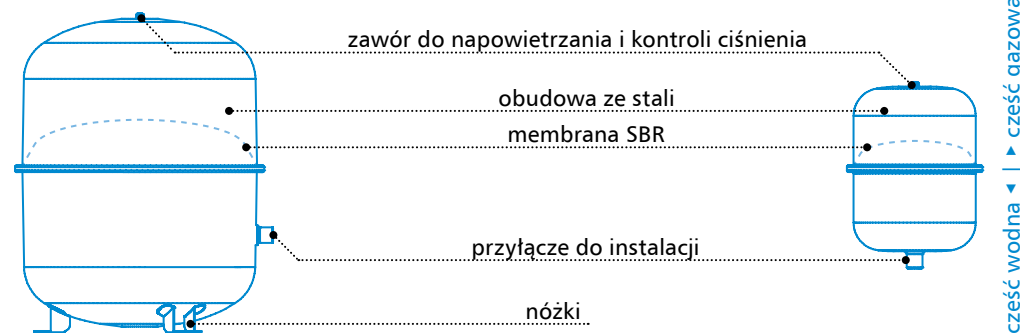 zawór do napowietrzania i kontroli ciśnienia
obudowa ze stali
membrana SBR
przyłącze do instalacji
nóżki
część wodna ◄ | ► część gazowa